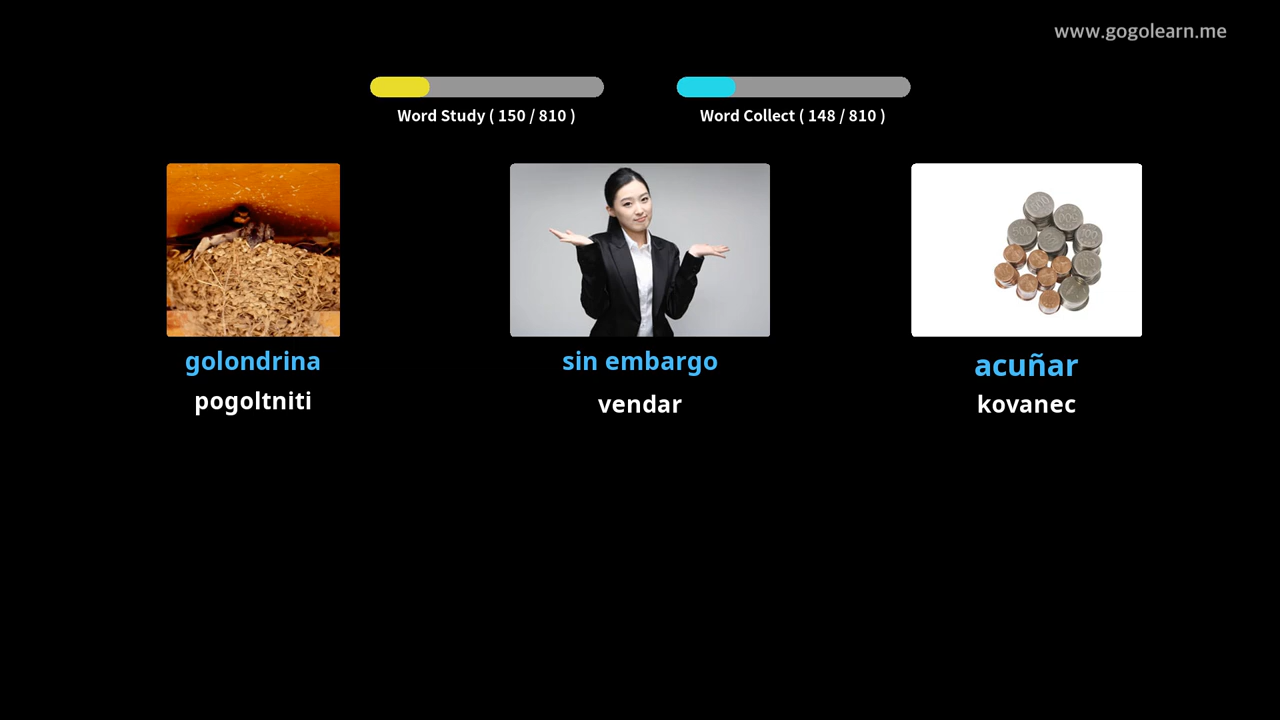 www.gogolearn.me
Word Study ( 150 / 810 )
Word Collect ( 148 / 810 )
golondrina
pogoltniti
sin embargo
vendar
acuñar
kovanec